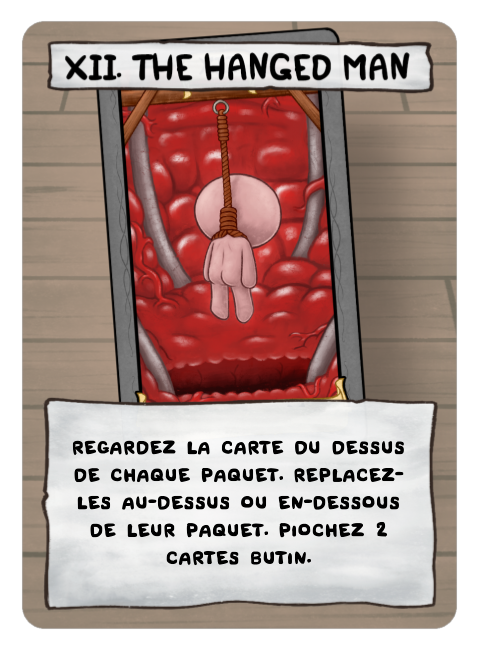 XII. THE HANGED MAN
REGARDEZ LA CARTE DU DESSUS
DE CHAQUE PAQUET. REPLACEZ-
LES AU-DESSUS OU EN-DESSOUS
DE LEUR PAQUET. PIOCHEZ 2
CARTES BUTIN.